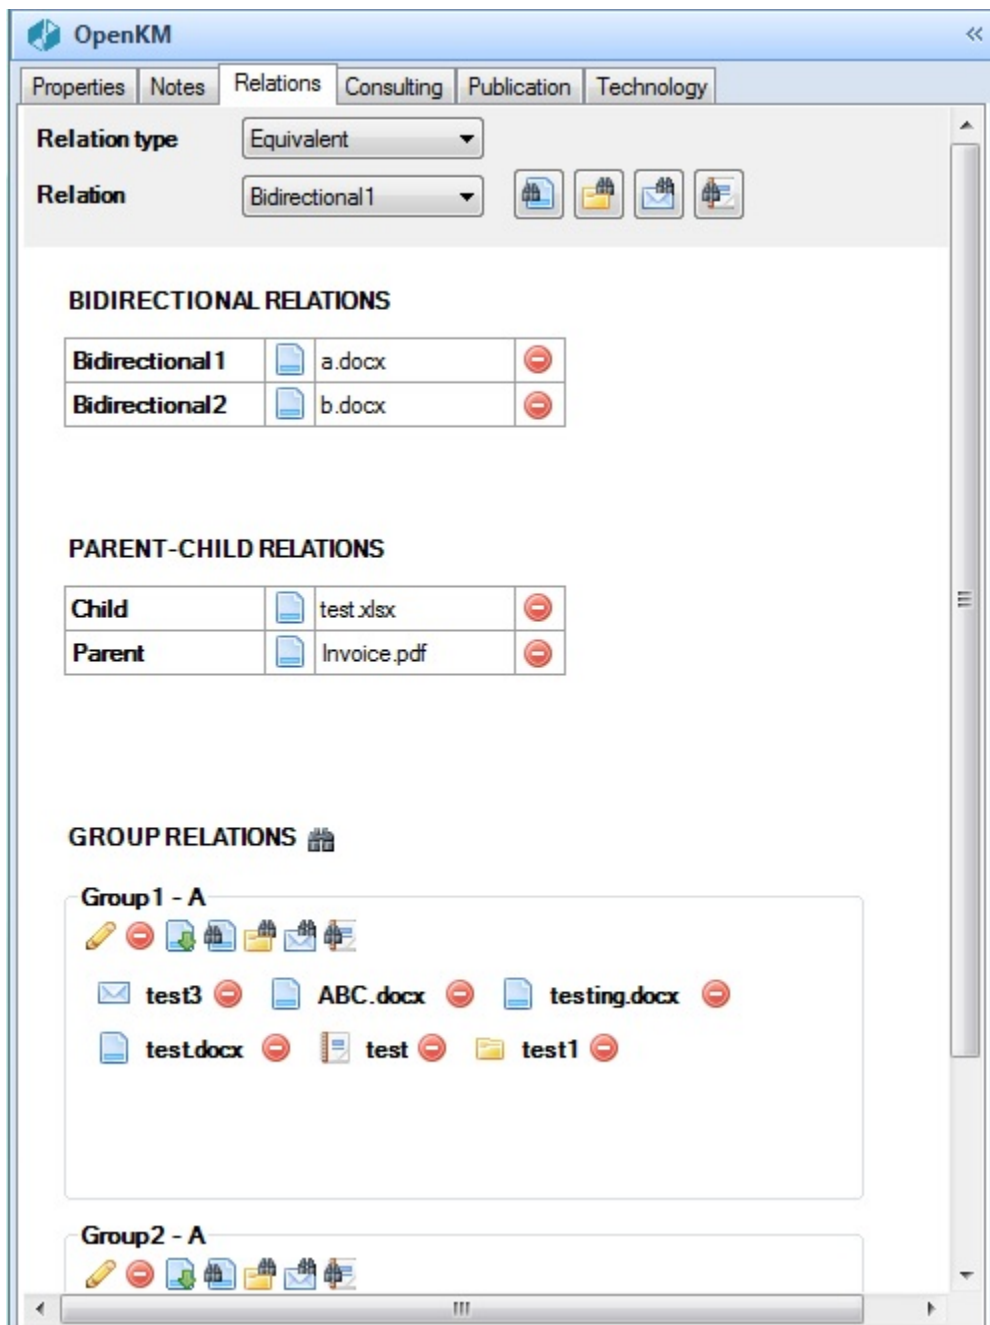 OpenKM
Properties Notes Relations Consulting Publication Technology
Relation type Equivalent
Relation Bidirectional1
BIDIRECTIONAL RELATIONS
Bidirectional1 a.docx
Bidirectional2 b.docx
PARENT-CHILD RELATIONS
Child test.xlsx
Parent Invoice.pdf
GROUP RELATIONS
Group1 - A
test3 ABC.docx testing.docx
test.docx test test1
Group2 - A